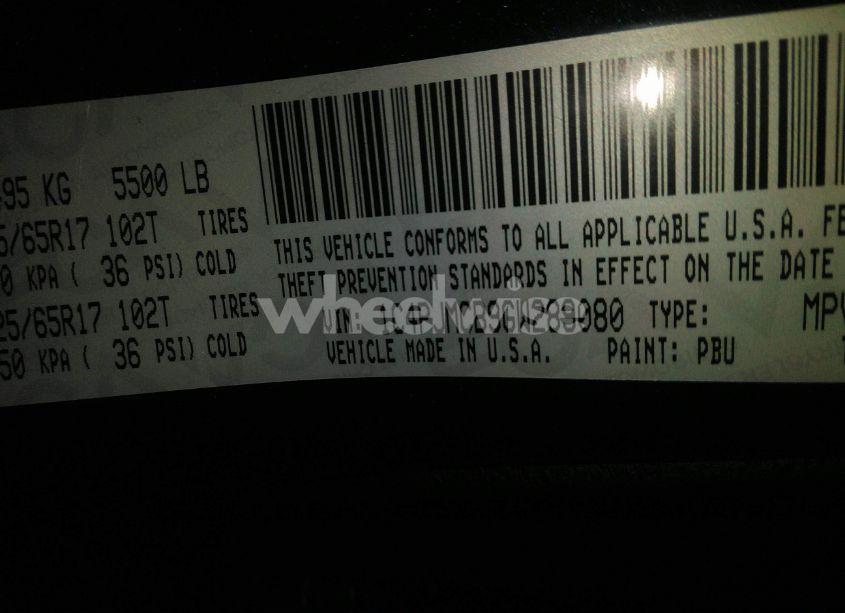 95 KG 5500 LB
5/65R17 102T TIRES
0 KPA ( 36 PSI) COLD
25/65R17 102T TIRES
50 KPA ( 36 PSI) COLD
THIS VEHICLE CONFORMS TO ALL APPLICABLE U.S.A. FE
THEFT PREVENTION STANDARDS IN EFFECT ON THE DATE
VIN: TYPE: MPV
VEHICLE MADE IN U.S.A. PAINT: PBU